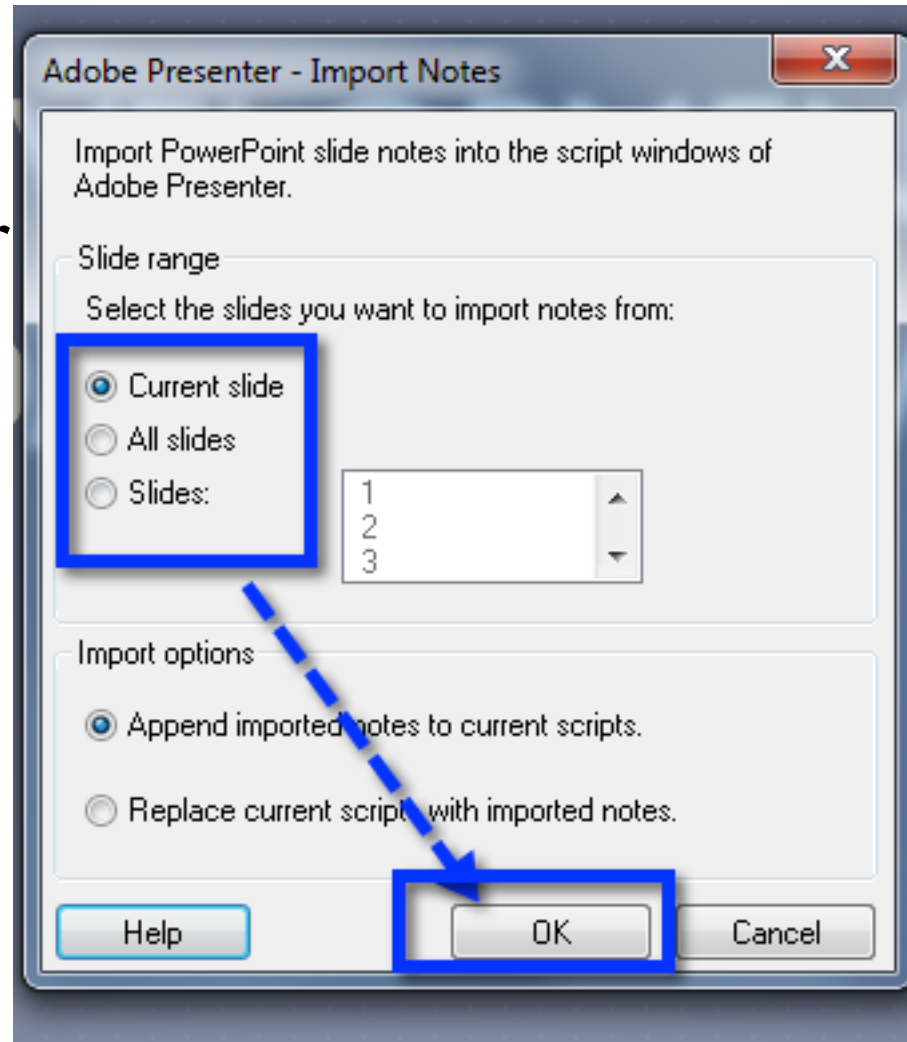 Adobe Presenter - Import Notes
X
Import PowerPoint slide notes into the script windows of
Adobe Presenter.
Slide range
Select the slides you want to import notes from:
Current slide
All slides
Slides:
1
2
3
Import options
Append imported notes to current scripts.
Replace current scripts with imported notes.
Help
OK
Cancel